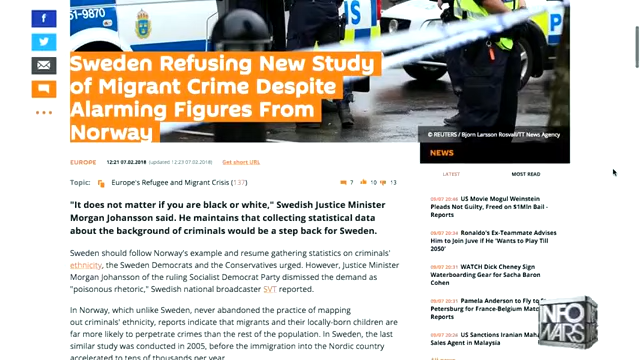 Sweden Refusing New Study
of Migrant Crime Despite
Alarming Figures From
Norway
© REUTERS / Bjorn Larsson Rosvall/TT News Agency
EUROPE 12:21 07.02.2018 (updated 12:23 07.02.2018) Get short URL
Topic: Europe's Refugee and Migrant Crisis (137) 7 10 13
"It does not matter if you are black or white," Swedish Justice Minister
Morgan Johansson said. He maintains that collecting statistical data
about the background of criminals would be a step back for Sweden.
Sweden should follow Norway's example and resume gathering statistics on criminals'
ethnicity, the Sweden Democrats and the Conservatives urged. However, Justice Minister
Morgan Johansson of the ruling Socialist Democrat Party dismissed the demand as
"poisonous rhetoric," Swedish national broadcaster SVT reported.
In Norway, which unlike Sweden, never abandoned the practice of mapping
out criminals' ethnicity, reports indicate that migrants and their locally-born children are
far more likely to perpetrate crimes than the rest of the population. In Sweden, the last
similar study was conducted in 2005, before the immigration into the Nordic country
accelerated to tens of thousands per year.
NEWS
LATEST MOST READ
US Movie Mogul Weinstein
Pleads Not Guilty, Freed on $1Mln Bail -
Reports
Ronaldo's Ex-Teammate Advises
Him to Join Juve if He 'Wants to Play Till
2050'
WATCH Dick Cheney Sign
Waterboarding Gear for Sacha Baron
Cohen
Pamela Anderson to Fly to
Petersburg for France-Belgium Match
Reports
US Sanctions Iranian
Sales Agent in Malaysia
INFO
WARS